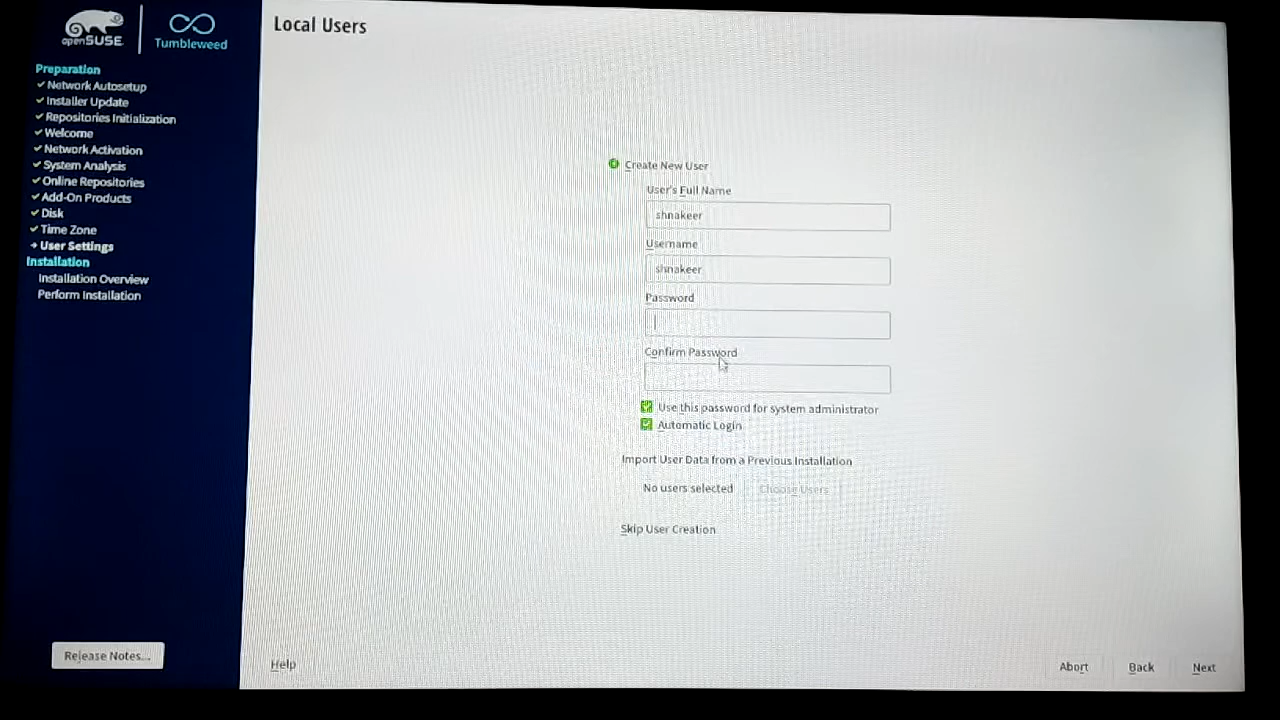 openSUSE
Tumbleweed
Preparation
Network Autosetup
Installer Update
Repositories Initialization
Welcome
Network Activation
System Analysis
Online Repositories
Add-On Products
Disk
Time Zone
User Settings
Installation
Installation Overview
Perform Installation
Release Notes...
Local Users
Create New User
User's Full Name
shnakeer
Username
shnakeer
Password
Confirm Password
Use this password for system administrator
Automatic Login
Import User Data from a Previous Installation
No users selected Choose Users
Skip User Creation
Help Abort Back Next